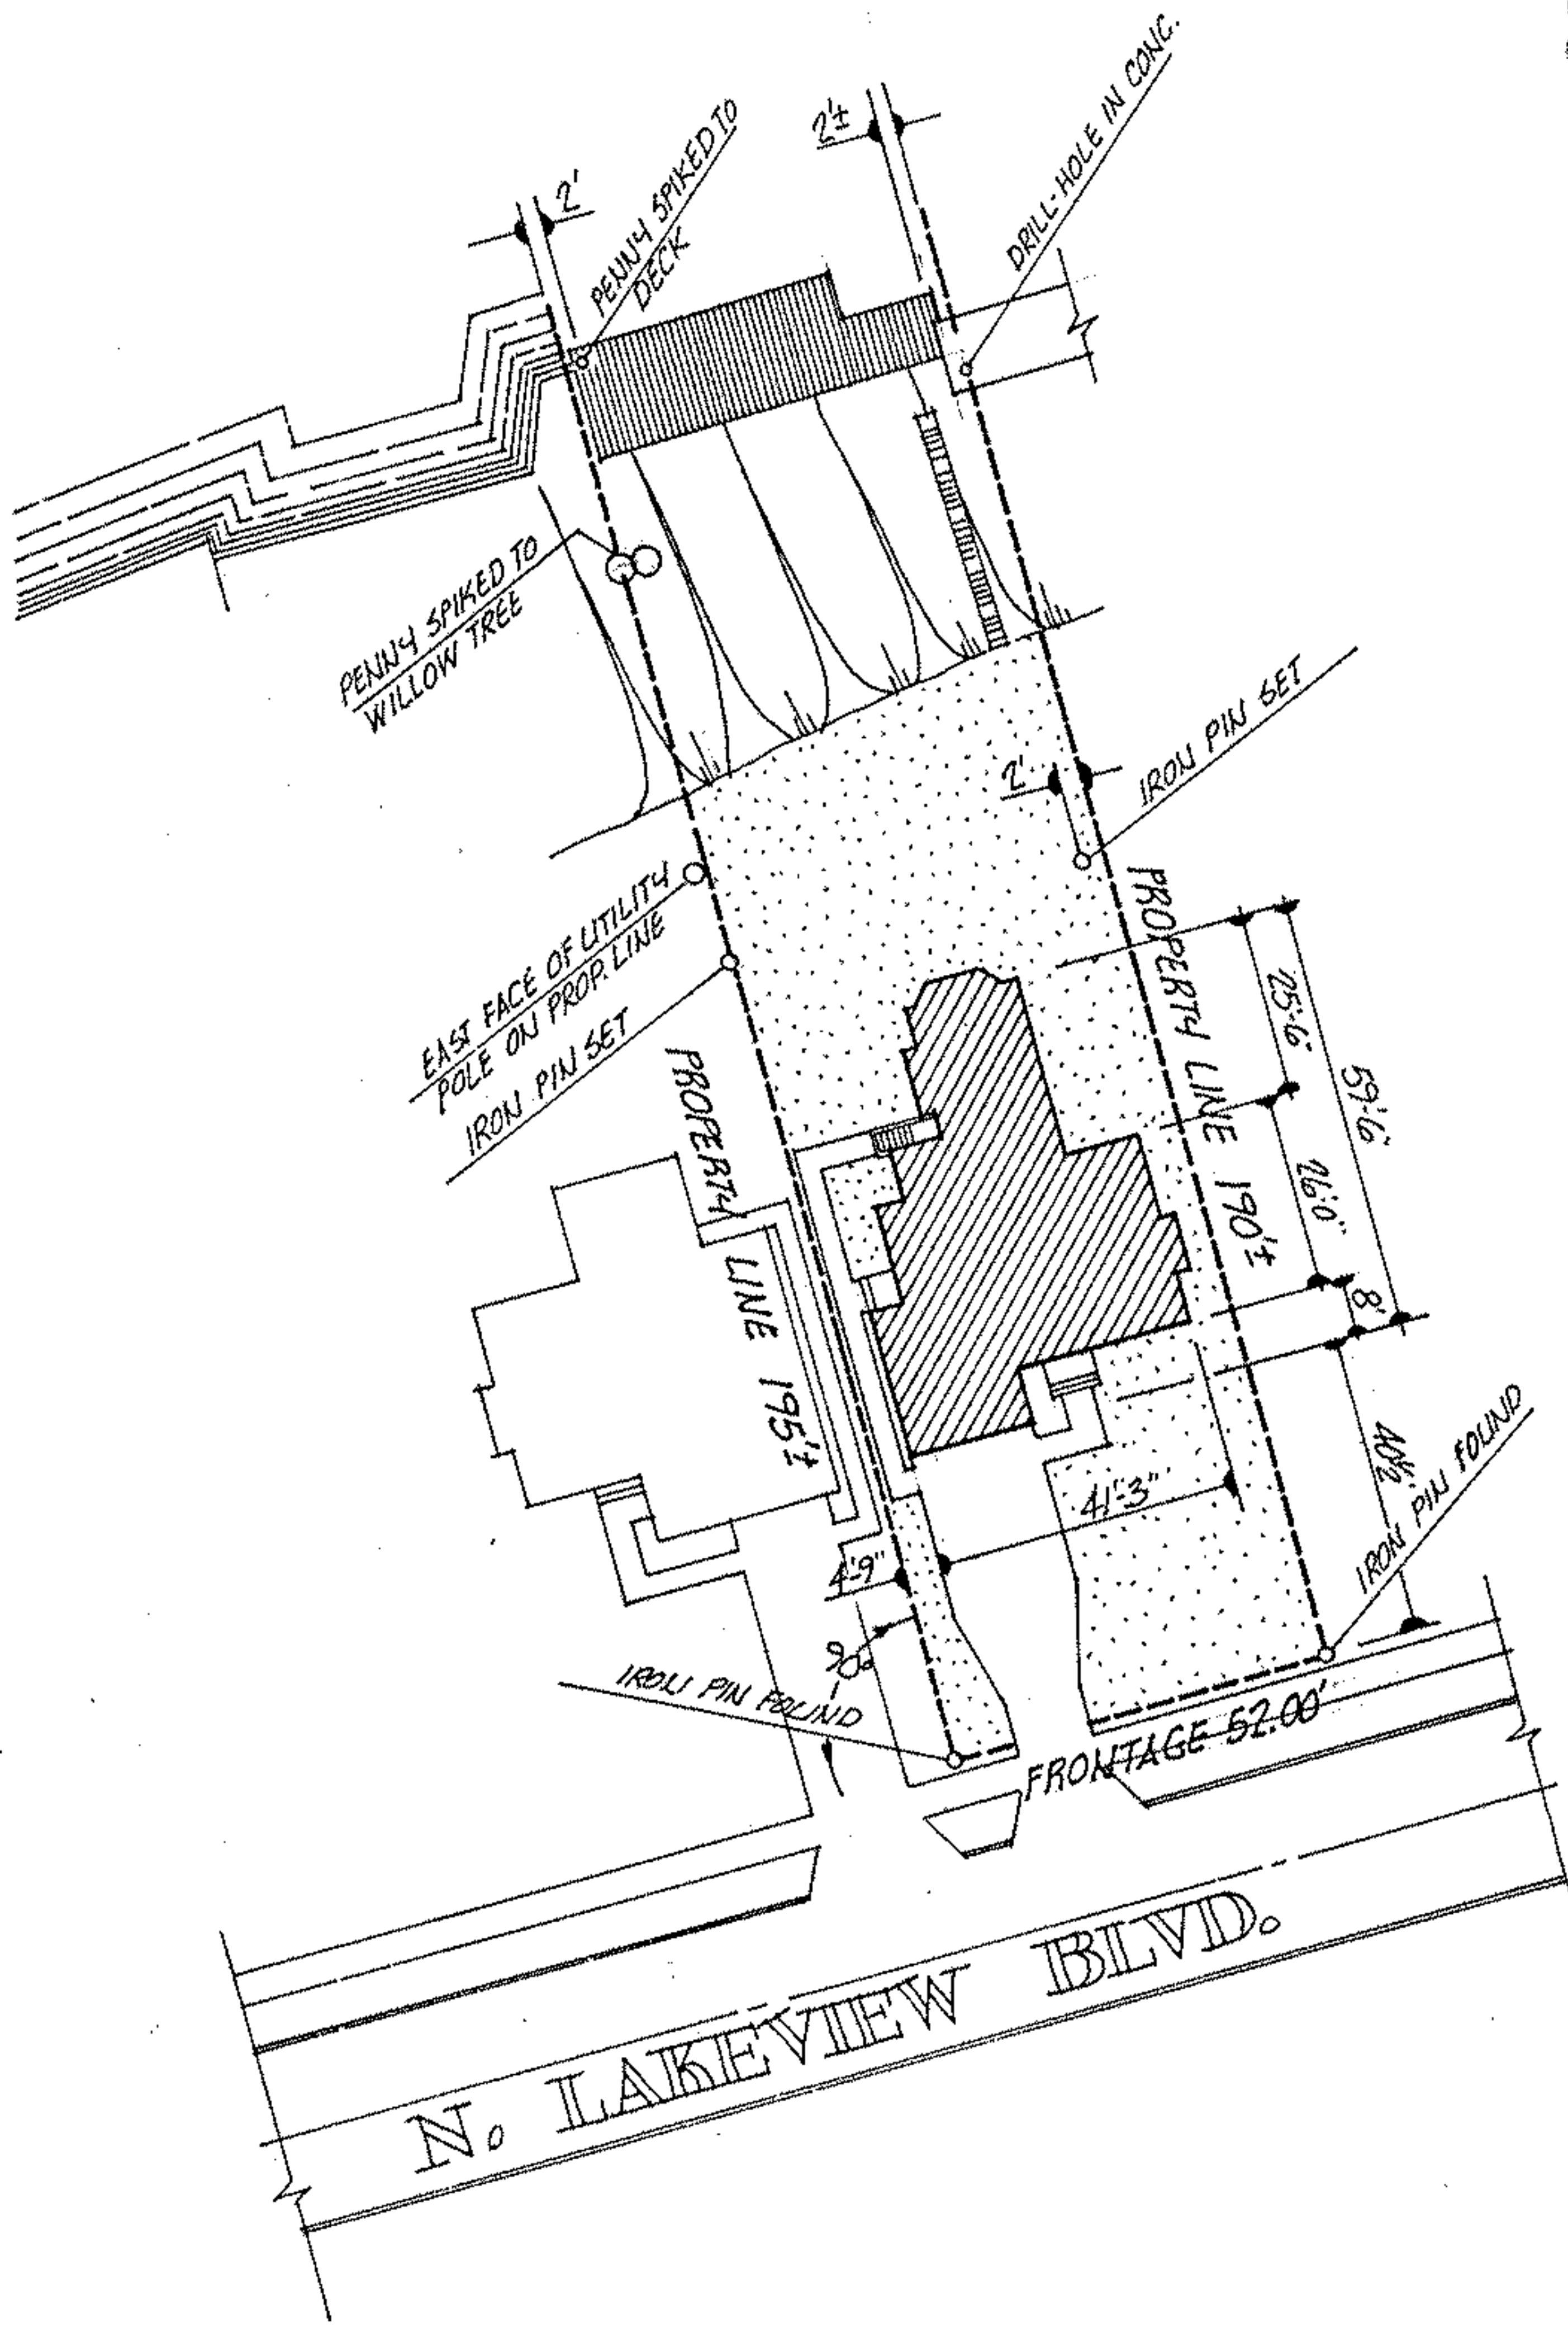 DRILL-HOLE IN CONC.
2'±
2'
PENNY SPIKED TO
DECK
PENNY SPIKED TO
WILLOW TREE
2'
IRON PIN SET
EAST FACE OF UTILITY
POLE ON PROP. LINE
IRON PIN SET
PROPERTY LINE 190'±
25'-6"
59'-6"
26'-0"
8'
PROPERTY LINE 195'±
40½'
41'-3"
4'-9"
IRON PIN FOUND
90°
IRON PIN FOUND
FRONTAGE 52.00'
N. LAKEVIEW BLVD.